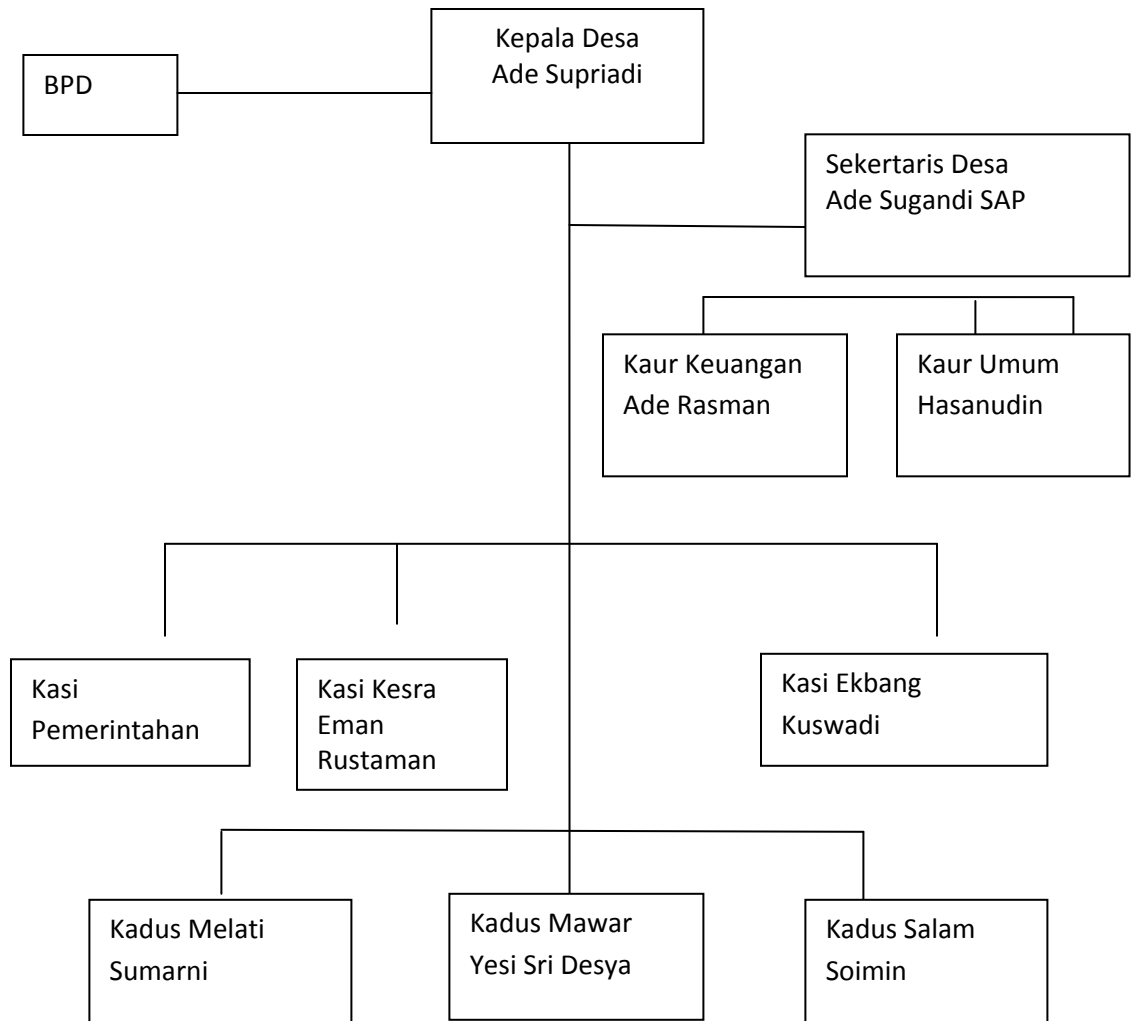 Kepala Desa
Ade Supriadi
BPD
Sekertaris Desa
Ade Sugandi SAP
Kaur Keuangan
Ade Rasman
Kaur Umum
Hasanudin
Kasi
Pemerintahan
Kasi Kesra
Eman
Rustaman
Kasi Ekbang
Kuswadi
Kadus Melati
Sumarni
Kadus Mawar
Yesi Sri Desya
Kadus Salam
Soimin